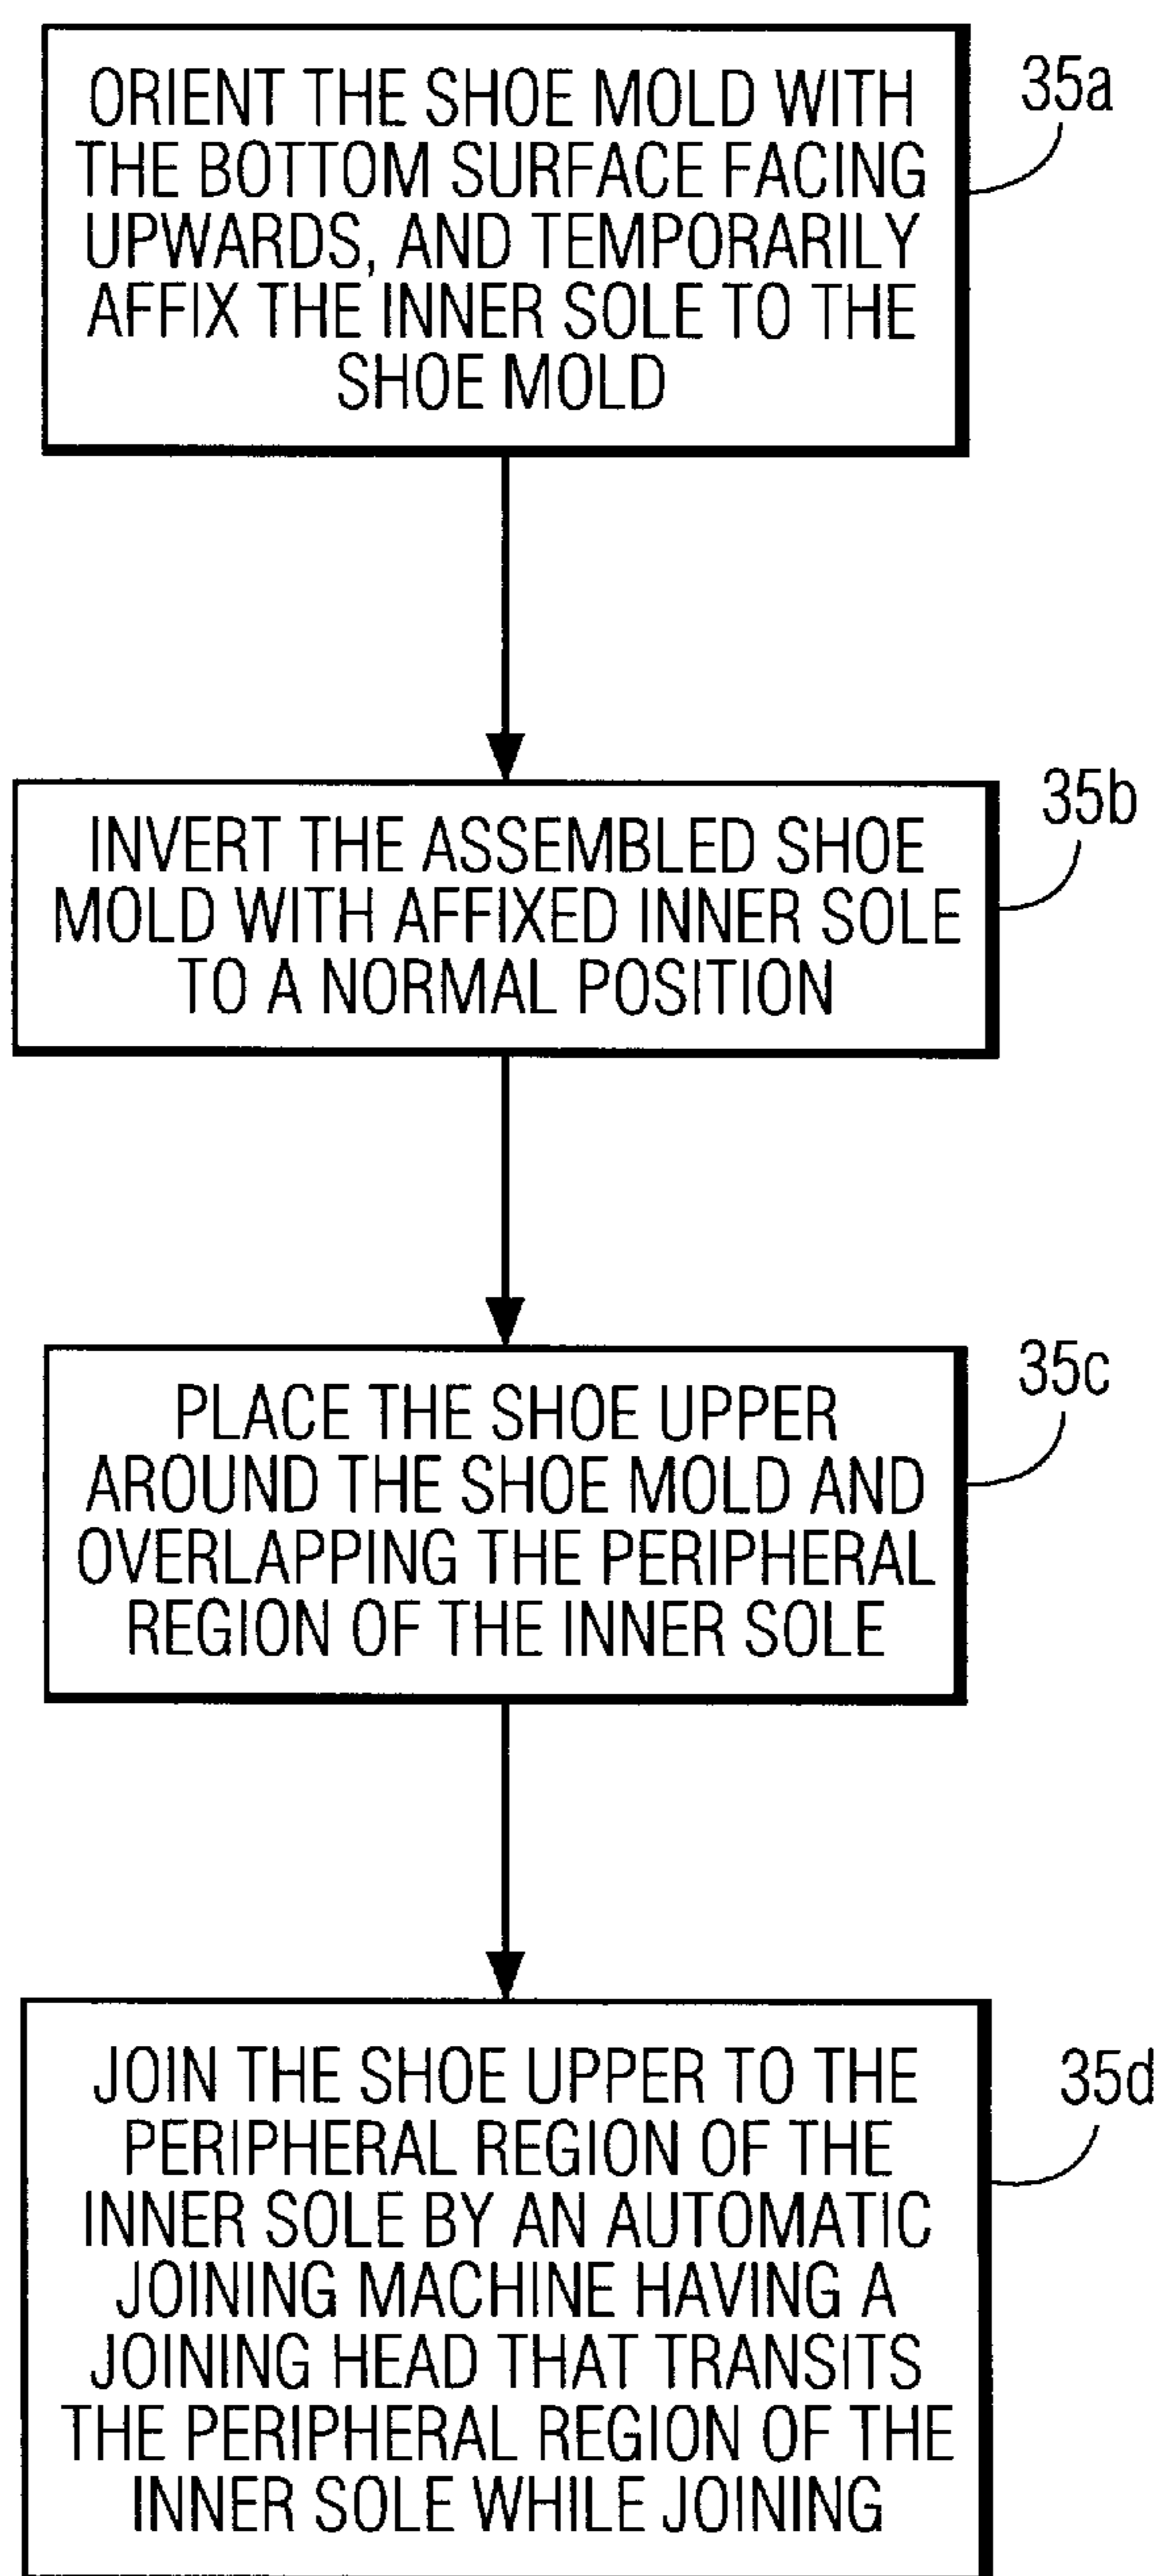 ORIENT THE SHOE MOLD WITH
THE BOTTOM SURFACE FACING
UPWARDS, AND TEMPORARILY
AFFIX THE INNER SOLE TO THE
SHOE MOLD
35a
INVERT THE ASSEMBLED SHOE
MOLD WITH AFFIXED INNER SOLE
TO A NORMAL POSITION
35b
PLACE THE SHOE UPPER
AROUND THE SHOE MOLD AND
OVERLAPPING THE PERIPHERAL
REGION OF THE INNER SOLE
35c
JOIN THE SHOE UPPER TO THE
PERIPHERAL REGION OF THE
INNER SOLE BY AN AUTOMATIC
JOINING MACHINE HAVING A
JOINING HEAD THAT TRANSITS
THE PERIPHERAL REGION OF THE
INNER SOLE WHILE JOINING
35d